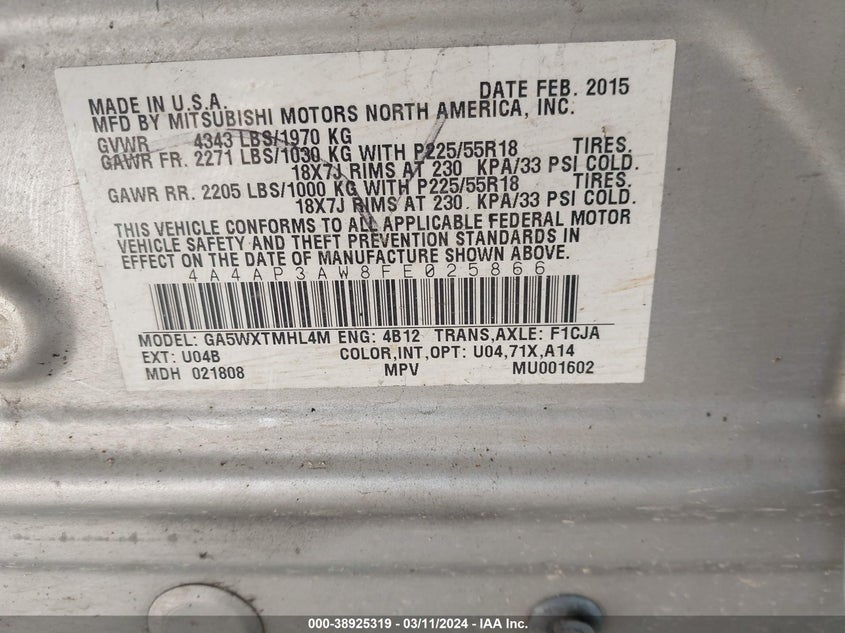 MADE IN U.S.A. DATE FEB. 2015
MFD BY MITSUBISHI MOTORS NORTH AMERICA, INC.
GVWR 4343 LBS/1970 KG
GAWR FR. 2271 LBS/1030 KG WITH P225/55R18 TIRES.
18X7J RIMS AT 230 KPA/33 PSI COLD.
GAWR RR. 2205 LBS/1000 KG WITH P225/55R18 TIRES.
18X7J RIMS AT 230 KPA/33 PSI COLD.
THIS VEHICLE CONFORMS TO ALL APPLICABLE FEDERAL MOTOR
VEHICLE SAFETY AND THEFT PREVENTION STANDARDS IN
EFFECT ON THE DATE OF MANUFACTURE SHOWN ABOVE.
4A4AP3AW8FE025866
MODEL: GA5WXTMHL4M ENG: 4B12 TRANS,AXLE: F1CJA
EXT: U04B COLOR,INT,OPT: U04,71X,A14
MDH 021808 MPV MU001602
000-38925319 - 03/11/2024 - IAA Inc.